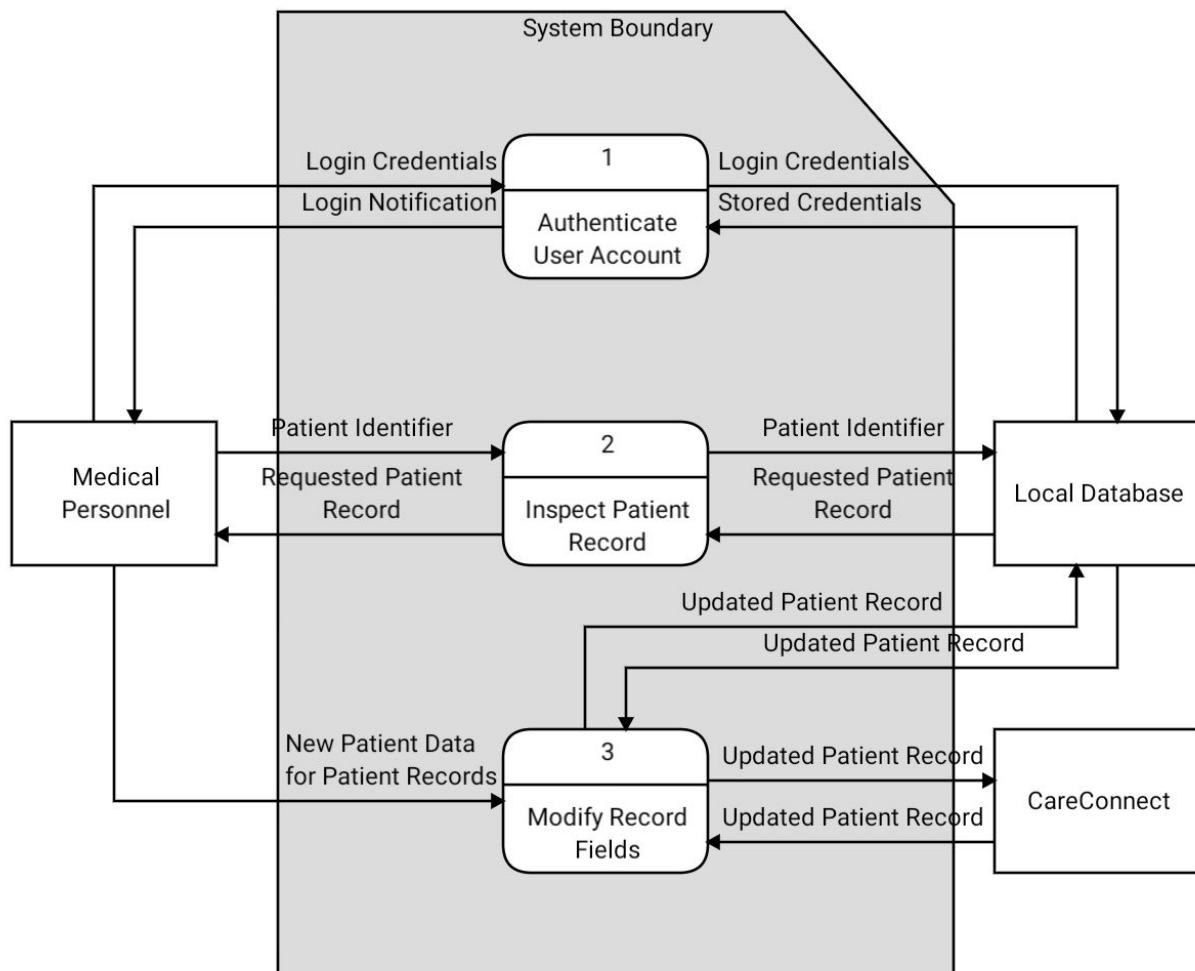 System Boundary
1
Authenticate
User Account
Login Credentials
Login Notification
Login Credentials
Stored Credentials
Medical
Personnel
Patient Identifier
Requested Patient
Record
2
Inspect Patient
Record
Patient Identifier
Requested Patient
Record
Local Database
Updated Patient Record
Updated Patient Record
New Patient Data
for Patient Records
3
Modify Record
Fields
Updated Patient Record
Updated Patient Record
CareConnect